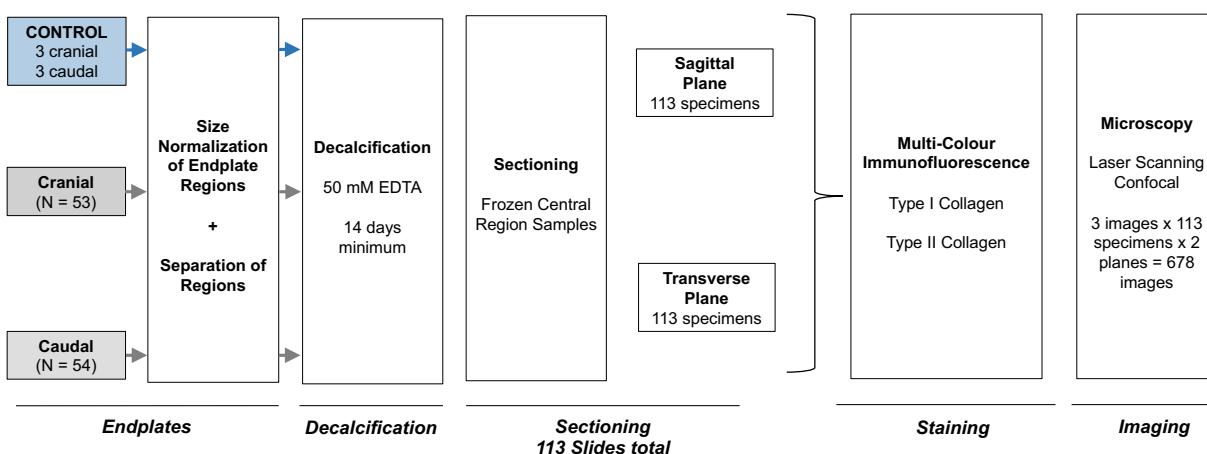 CONTROL
3 cranial
3 caudal
Cranial
(N = 53)
Caudal
(N = 54)
Size
Normalization
of Endplate
Regions
+
Separation of
Regions
Decalcification
50 mM EDTA
14 days
minimum
Sectioning
Frozen Central
Region Samples
Sagittal
Plane
113 specimens
Transverse
Plane
113 specimens
Multi-Colour
Immunofluorescence
Type I Collagen
Type II Collagen
Microscopy
Laser Scanning
Confocal
3 images x 113
specimens x 2
planes = 678
images
Endplates
Decalcification
Sectioning
113 Slides total
Staining
Imaging